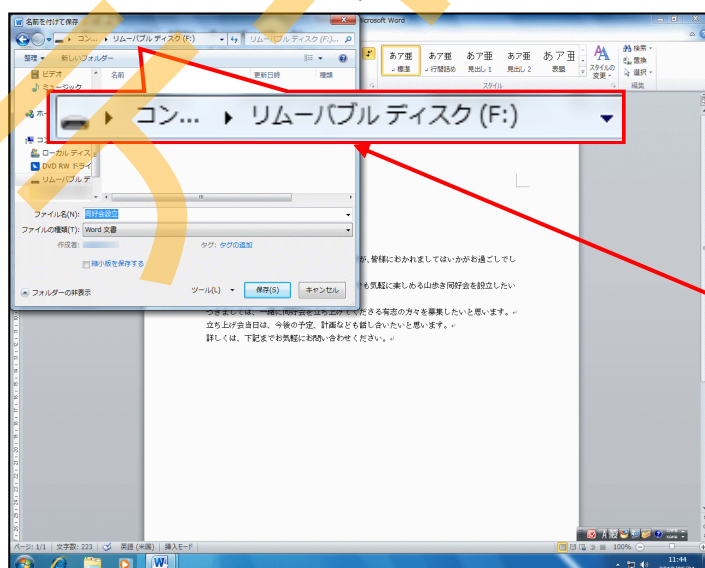 名前を付けて保存
Microsoft Word
コン... リムーバブル ディスク (F:)
リムーバブル ディスク (F:)...
整理 新しいフォルダー
ビデオ 名前 更新日時 種類
ミュージック
コン... リムーバブル ディスク (F:)
ローカル ディス
DVD RW ドライ
リムーバブル デ
ファイル名(N): 同好会設立
ファイルの種類(T): Word 文書
作成者: タグ: タグの追加
縮小版を保存する
フォルダーの非表示 ツール(L) 保存(S) キャンセル
あア亜 あア亜 あア亜 あア亜 あア亜
標準 行間詰め 見出し 1 見出し 2 表題
スタイルの変更
スタイル
検索
置換
選択
編集
が、皆様におかれましてはいかがお過ごしでし
も気軽に楽しめる山歩き同好会を設立したい
つきましては、一緒に同好会を立ち上げてくださる有志の方々を募集したいと思います。
立ち上げ会当日は、今後の予定、計画なども話し合いたいと思います。
詳しくは、下記までお気軽にお問い合わせください。
ページ: 1/1 文字数: 223 英語 (米国) 挿入モード
100%
11:44